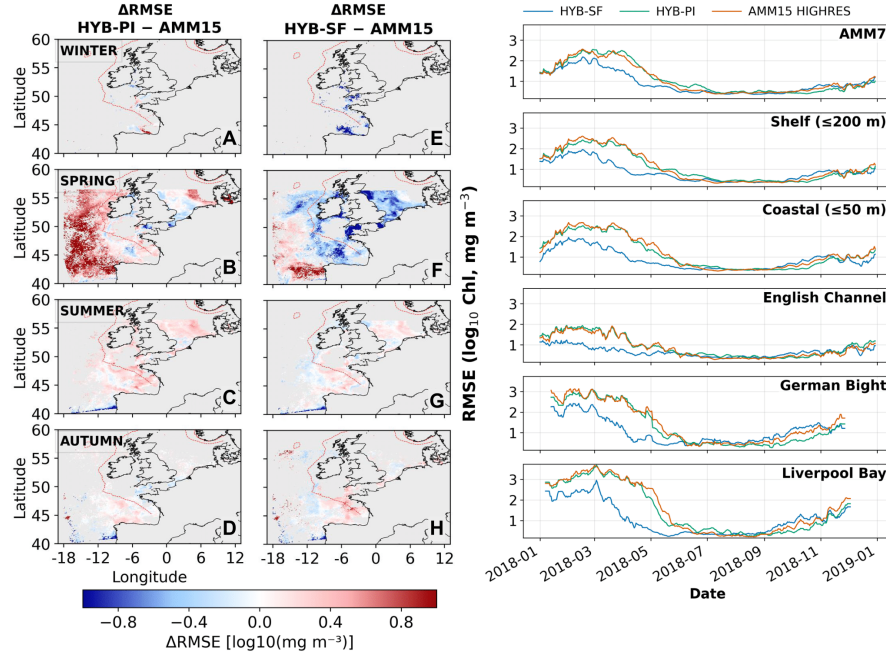 ΔRMSE
HYB-PI − AMM15
ΔRMSE
HYB-SF − AMM15
60
55
50
45
40
Latitude
WINTER
A
E
60
55
50
45
40
Latitude
SPRING
B
F
60
55
50
45
40
Latitude
SUMMER
C
G
60
55
50
45
40
Latitude
AUTUMN
D
H
-18 -12 -6 0 6 12
-18 -12 -6 0 6 12
Longitude
−0.8 −0.4 0.0 0.4 0.8
ΔRMSE [log10(mg m⁻³)]
HYB-SF HYB-PI AMM15 HIGHRES
RMSE (log₁₀ Chl, mg m⁻³)
AMM7
3
2
1
Shelf (≤200 m)
3
2
1
Coastal (≤50 m)
3
2
1
English Channel
3
2
1
German Bight
3
2
1
Liverpool Bay
3
2
1
2018-01 2018-03 2018-05 2018-07 2018-09 2018-11 2019-01
Date